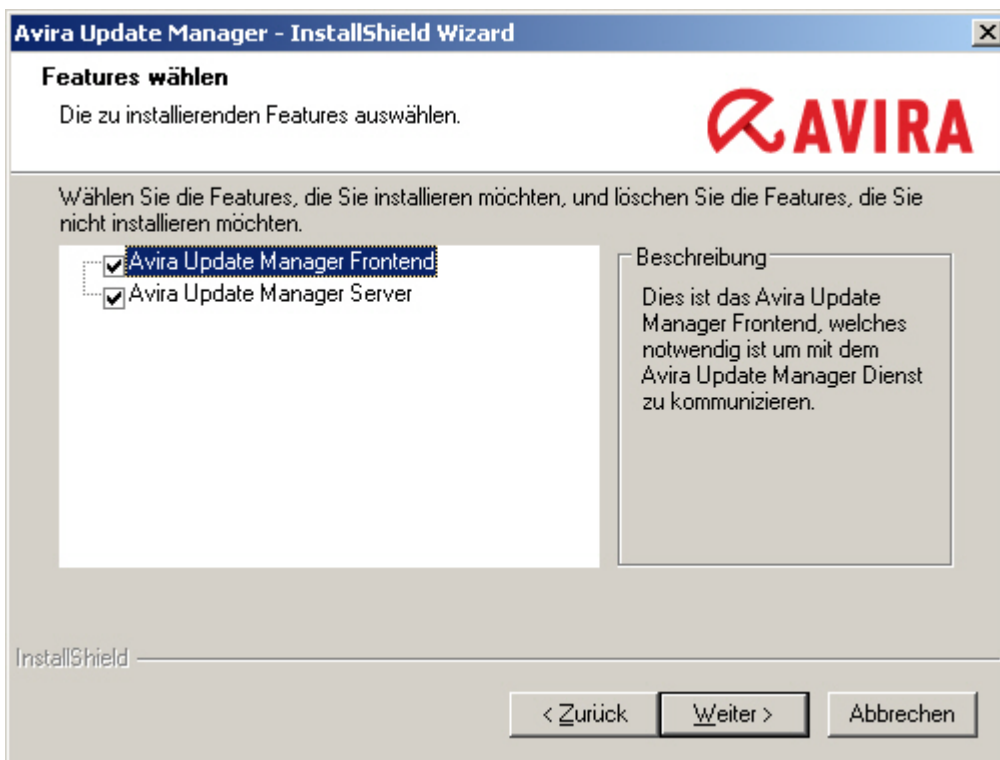 Avira Update Manager - InstallShield Wizard
Features wählen
Die zu installierenden Features auswählen.
AVIRA
Wählen Sie die Features, die Sie installieren möchten, und löschen Sie die Features, die Sie
nicht installieren möchten.
Avira Update Manager Frontend
Avira Update Manager Server
Beschreibung
Dies ist das Avira Update
Manager Frontend, welches
notwendig ist um mit dem
Avira Update Manager Dienst
zu kommunizieren.
InstallShield
< Zurück
Weiter >
Abbrechen